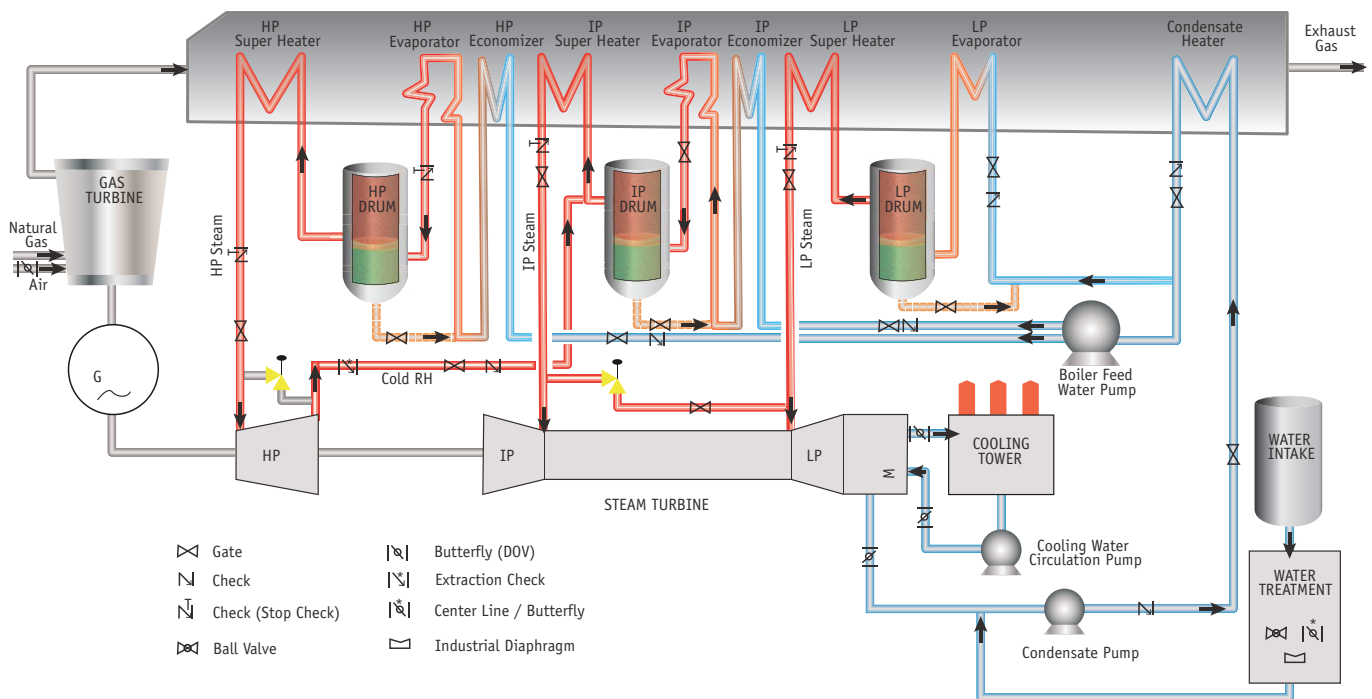 HP
Super Heater
HP
Evaporator
HP
Economizer
IP
Super Heater
IP
Evaporator
IP
Economizer
LP
Super Heater
LP
Evaporator
Condensate
Heater
Exhaust
Gas
GAS
TURBINE
Natural
Gas
Air
G
HP Steam
HP
DRUM
IP Steam
IP
DRUM
LP Steam
LP
DRUM
Cold RH
Boiler Feed
Water Pump
HP
IP
LP
M
STEAM TURBINE
COOLING
TOWER
Cooling Water
Circulation Pump
WATER
INTAKE
WATER
TREATMENT
Condensate Pump
Gate
Check
Check (Stop Check)
Ball Valve
Butterfly (DOV)
Extraction Check
Center Line / Butterfly
Industrial Diaphragm